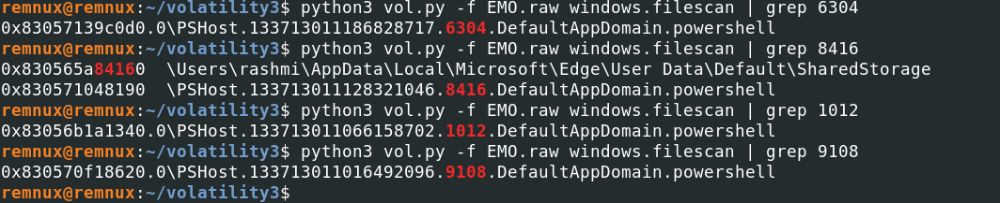 remnux@remnux:~/volatility3$ python3 vol.py -f EMO.raw windows.filescan | grep 6304
0x83057139c0d0.0\PSHost.133713011186828717.6304.DefaultAppDomain.powershell
remnux@remnux:~/volatility3$ python3 vol.py -f EMO.raw windows.filescan | grep 8416
0x830565a84160  \Users\rashmi\AppData\Local\Microsoft\Edge\User Data\Default\SharedStorage
0x830571048190  \PSHost.133713011128321046.8416.DefaultAppDomain.powershell
remnux@remnux:~/volatility3$ python3 vol.py -f EMO.raw windows.filescan | grep 1012
0x83056b1a1340.0\PSHost.133713011066158702.1012.DefaultAppDomain.powershell
remnux@remnux:~/volatility3$ python3 vol.py -f EMO.raw windows.filescan | grep 9108
0x830570f18620.0\PSHost.133713011016492096.9108.DefaultAppDomain.powershell
remnux@remnux:~/volatility3$